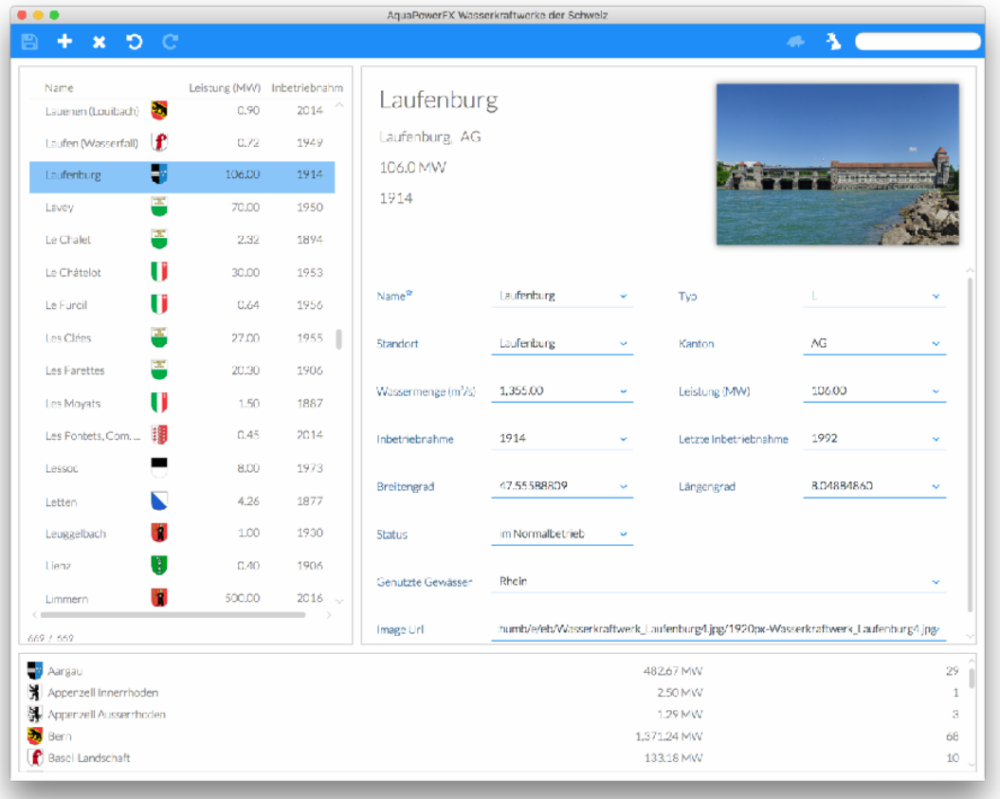 AquaPowerFX Wasserkraftwerke der Schweiz
Name Leistung (MW) Inbetriebnahm
Lauenen (Louibach) 0.90 2014
Laufen (Wasserfall) 0.72 1949
Laufenburg 106.00 1914
Lavey 70.00 1950
Le Chalet 2.32 1894
Le Châtelot 30.00 1953
Le Furcil 0.64 1956
Les Clées 27.00 1955
Les Farettes 20.30 1906
Les Moyats 1.50 1887
Les Pontets, Com. ... 0.45 2014
Lessoc 8.00 1973
Letten 4.26 1877
Leuggelbach 1.00 1930
Lienz 0.40 1906
Limmern 500.00 2016
669 / 669
Laufenburg
Laufenburg, AG
106.0 MW
1914
Name Laufenburg Typ L
Standort Laufenburg Kanton AG
Wassermenge (m³/s) 1,355.00 Leistung (MW) 106.00
Inbetriebnahme 1914 Letzte Inbetriebnahme 1992
Breitengrad 47.55588809 Längengrad 8.04884860
Status im Normalbetrieb
Genutzte Gewässer Rhein
Image Url humb/e/eb/Wasserkraftwerk_Laufenburg4.jpg/1920px-Wasserkraftwerk_Laufenburg4.jpg
Aargau 482.67 MW 29
Appenzell Innerrhoden 2.50 MW 1
Appenzell Ausserrhoden 1.29 MW 3
Bern 1,371.24 MW 68
Basel-Landschaft 133.18 MW 10